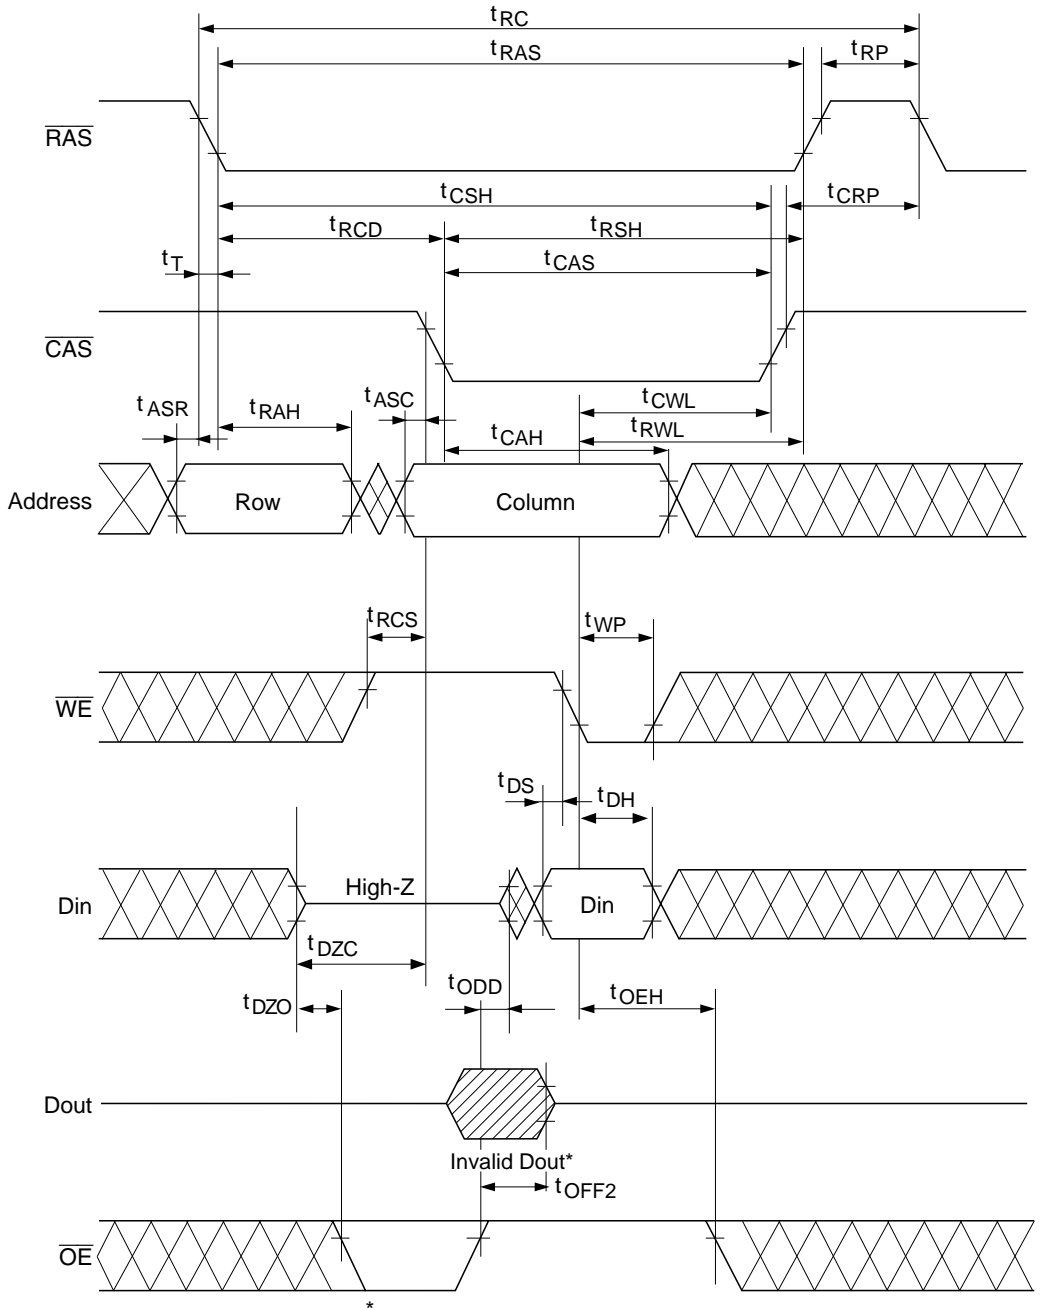 tRC
tRAS
tRP
RAS
tCSH
tCRP
tRCD
tRSH
tT
tCAS
CAS
tASR
tRAH
tASC
tCWL
tRWL
tCAH
Address
Row
Column
tRCS
tWP
WE
tDS
tDH
High-Z
Din
Din
tDZC
tODD
tOEH
tDZO
Dout
Invalid Dout*
tOFF2
OE
*